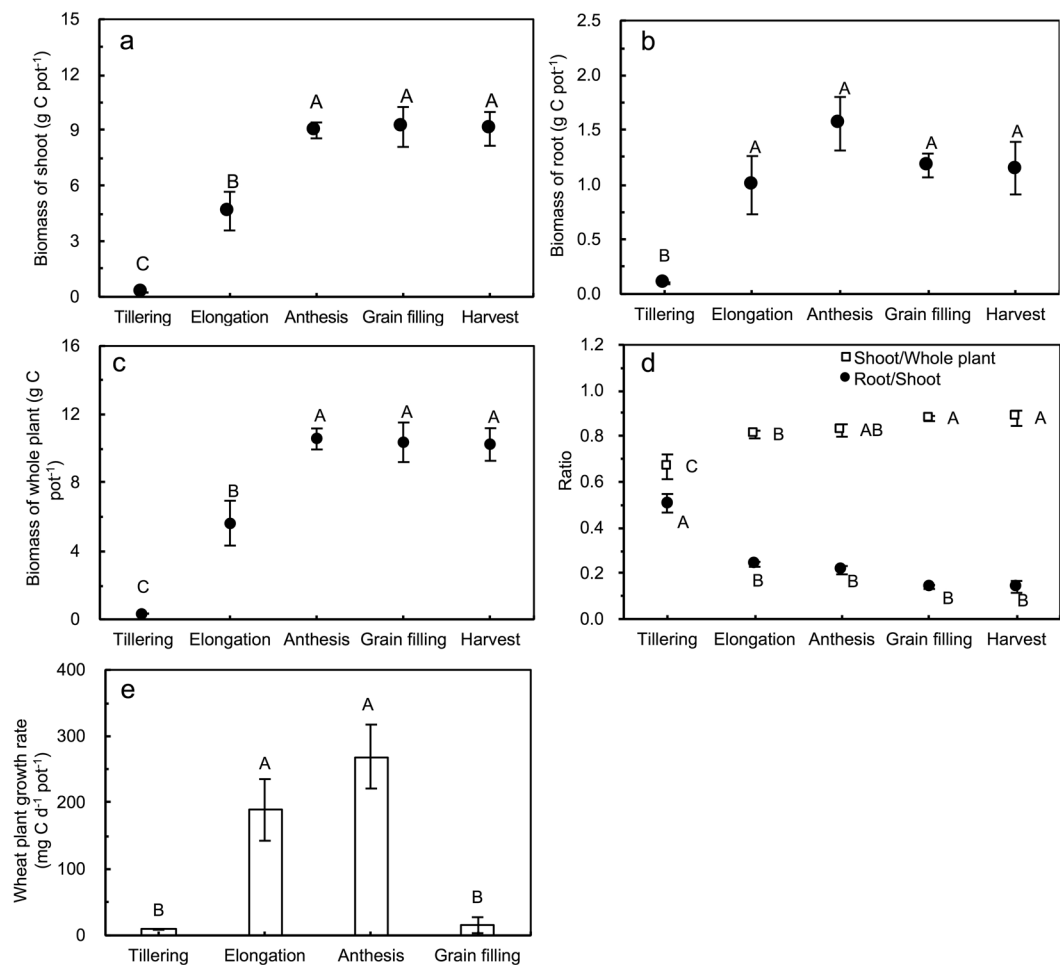 a
Biomass of shoot (g C pot⁻¹)
15
12
9
6
3
0
C
B
A
A
A
Tillering Elongation Anthesis Grain filling Harvest
b
Biomass of root (g C pot⁻¹)
2.5
2.0
1.5
1.0
0.5
0.0
B
A
A
A
A
Tillering Elongation Anthesis Grain filling Harvest
c
Biomass of whole plant (g C
pot⁻¹)
16
12
8
4
0
C
B
A
A
A
Tillering Elongation Anthesis Grain filling Harvest
d
Shoot/Whole plant
Root/Shoot
Ratio
1.2
1.0
0.8
0.6
0.4
0.2
0.0
C
B
AB
A
A
A
B
B
B
B
Tillering Elongation Anthesis Grain filling Harvest
e
Wheat plant growth rate
(mg C d⁻¹ pot⁻¹)
400
300
200
100
0
B
A
A
B
Tillering Elongation Anthesis Grain filling